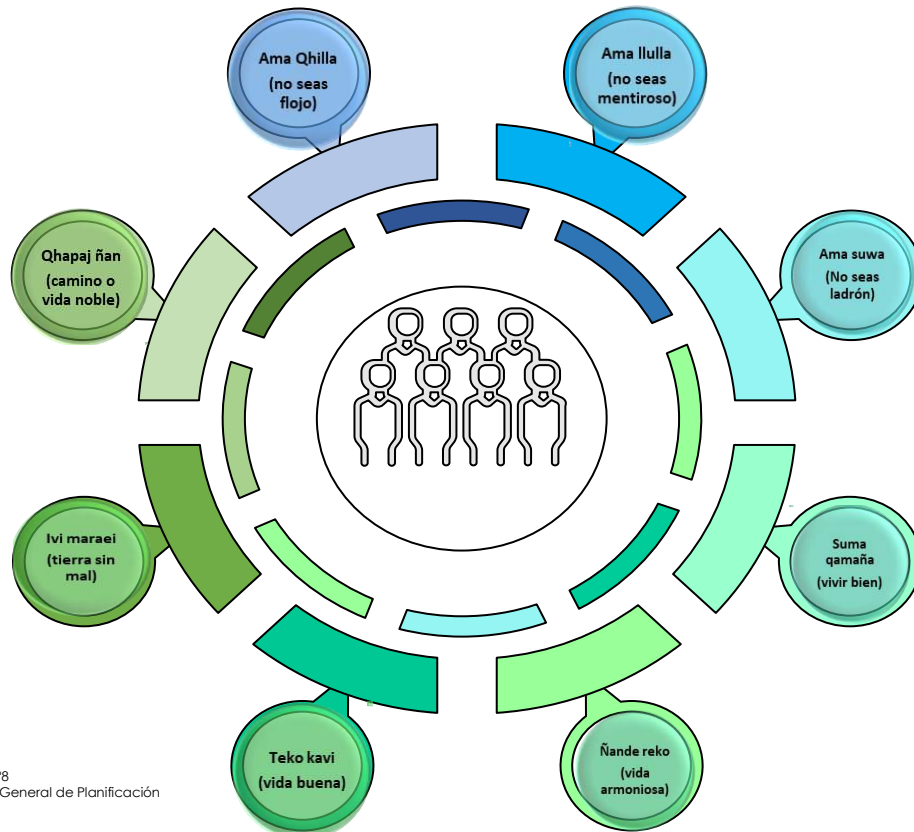 Ama Qhilla
(no seas
flojo)
Ama llulla
(no seas
mentiroso)
Qhapaj ñan
(camino o
vida noble)
Ama suwa
(No seas
ladrón)
Ivi maraei
(tierra sin
mal)
Suma
qamaña
(vivir bien)
Teko kavi
(vida buena)
Ñande reko
(vida
armoniosa)
°8
General de Planificación